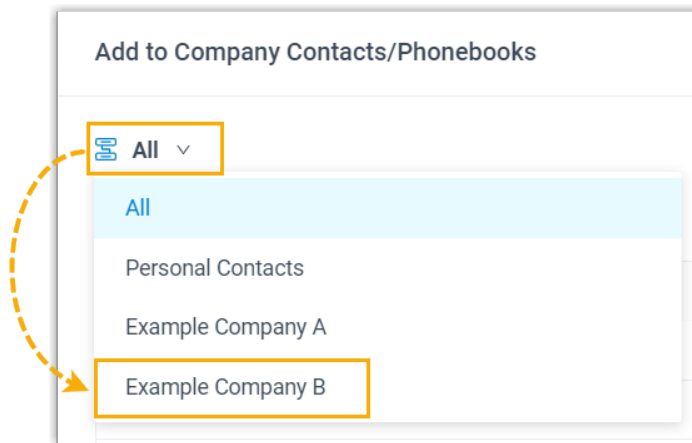 Add to Company Contacts/Phonebooks
All
All
Personal Contacts
Example Company A
Example Company B